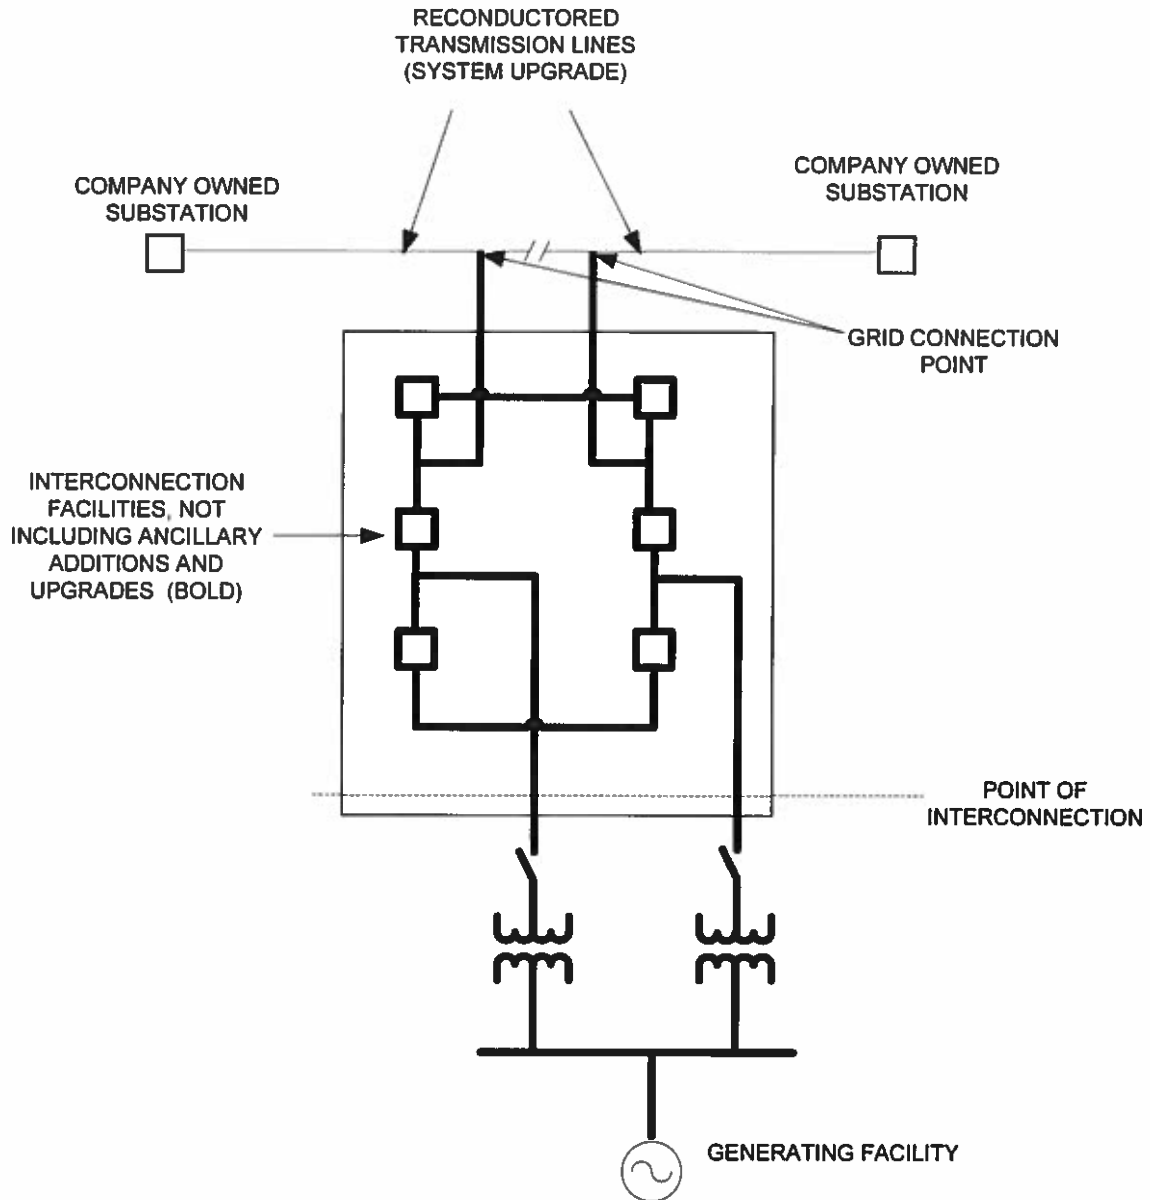 RECONDUCTORED
TRANSMISSION LINES
(SYSTEM UPGRADE)
COMPANY OWNED
SUBSTATION
COMPANY OWNED
SUBSTATION
GRID CONNECTION
POINT
INTERCONNECTION
FACILITIES, NOT
INCLUDING ANCILLARY
ADDITIONS AND
UPGRADES (BOLD)
POINT OF
INTERCONNECTION
GENERATING FACILITY